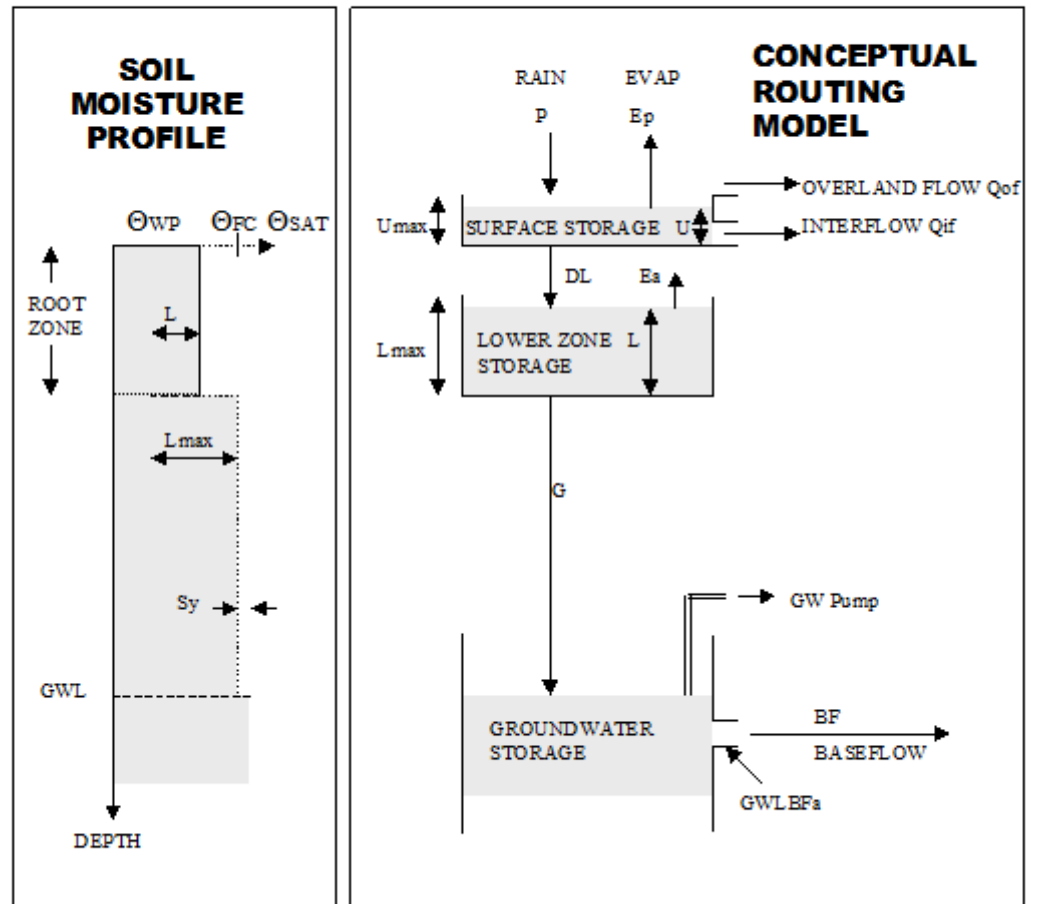 SOIL
MOISTURE
PROFILE
ΘWP ΘFC ΘSAT
ROOT
ZONE
L
Lmax
Sy
GWL
DEPTH
CONCEPTUAL
ROUTING
MODEL
RAIN EVAP
P Ep
OVERLAND FLOW Qof
Umax SURFACE STORAGE U INTERFLOW Qif
DL Ea
Lmax LOWER ZONE L
STORAGE
G
GW Pump
GROUNDWATER
STORAGE
BF
BASEFLOW
GWLBFa